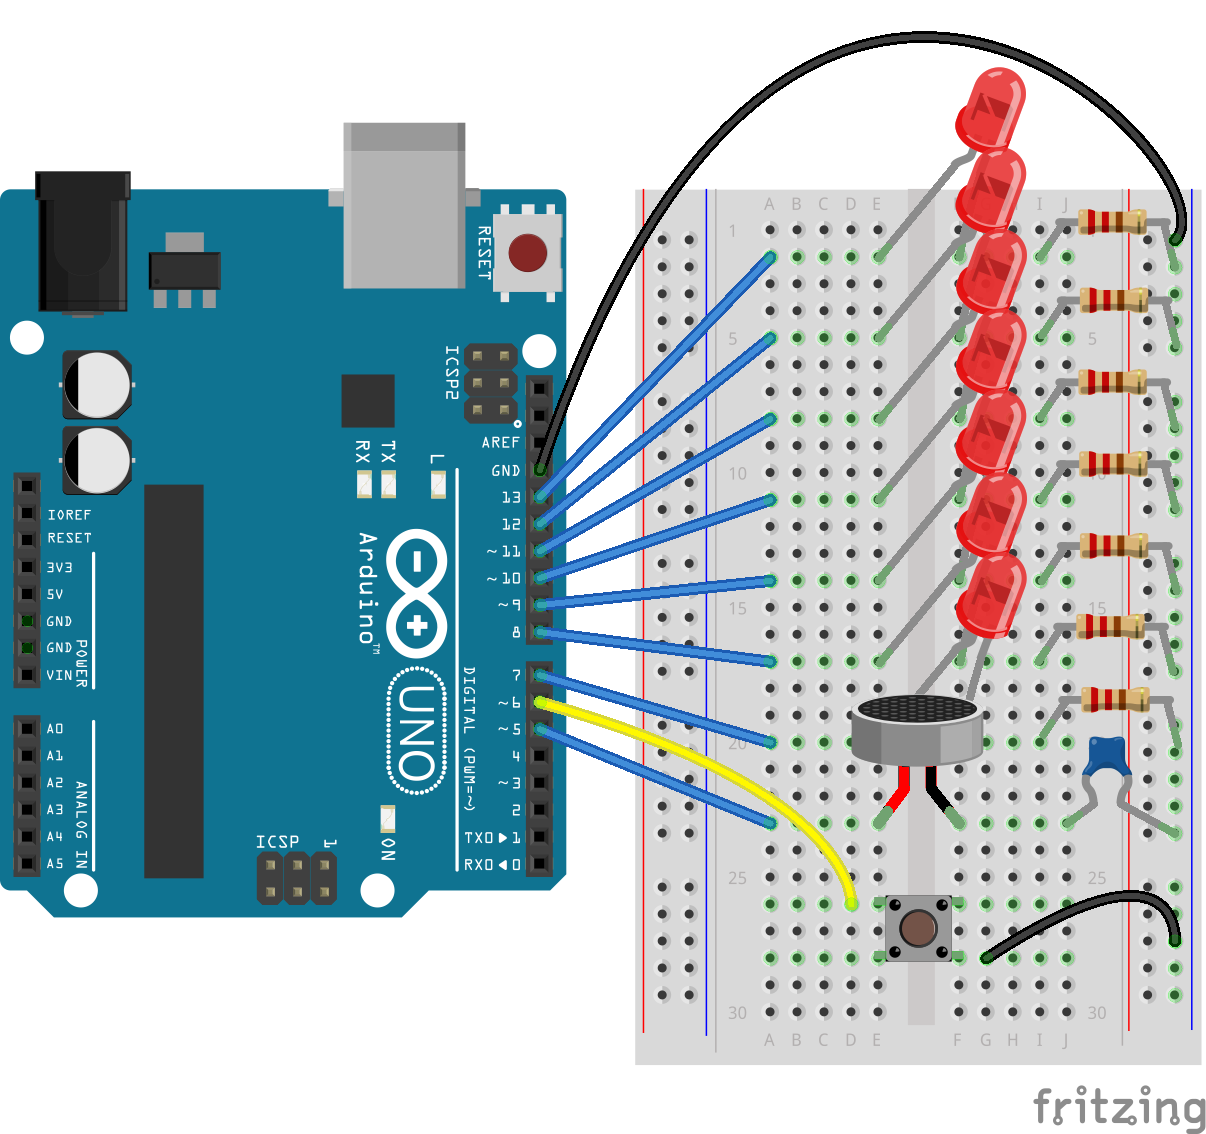 RESET
ICSP2
AREF
GND
13
12
~11
~10
~9
8
7
~6
~5
4
~3
2
TX0▶1
RX0◀0
RX
TX
L
Arduino™
UNO
DIGITAL (PWM=~)
IOREF
RESET
3V3
5V
GND
GND
VIN
POWER
A0
A1
A2
A3
A4
A5
ANALOG IN
ICSP
1
ON
A B C D E
I J
1
5
5
10
10
15
15
20
25
25
30
30
A B C D E
F G H I J
fritzing